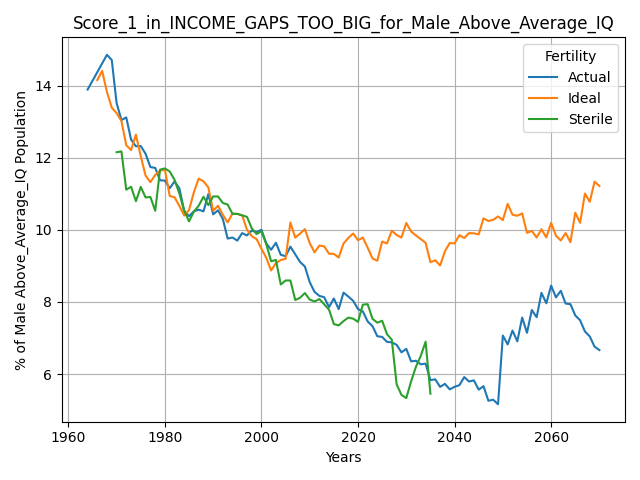 Score_1_in_INCOME_GAPS_TOO_BIG_for_Male_Above_Average_IQ
% of Male Above_Average_IQ Population
14
12
10
8
6
Fertility
Actual
Ideal
Sterile
1960 1980 2000 2020 2040 2060
Years